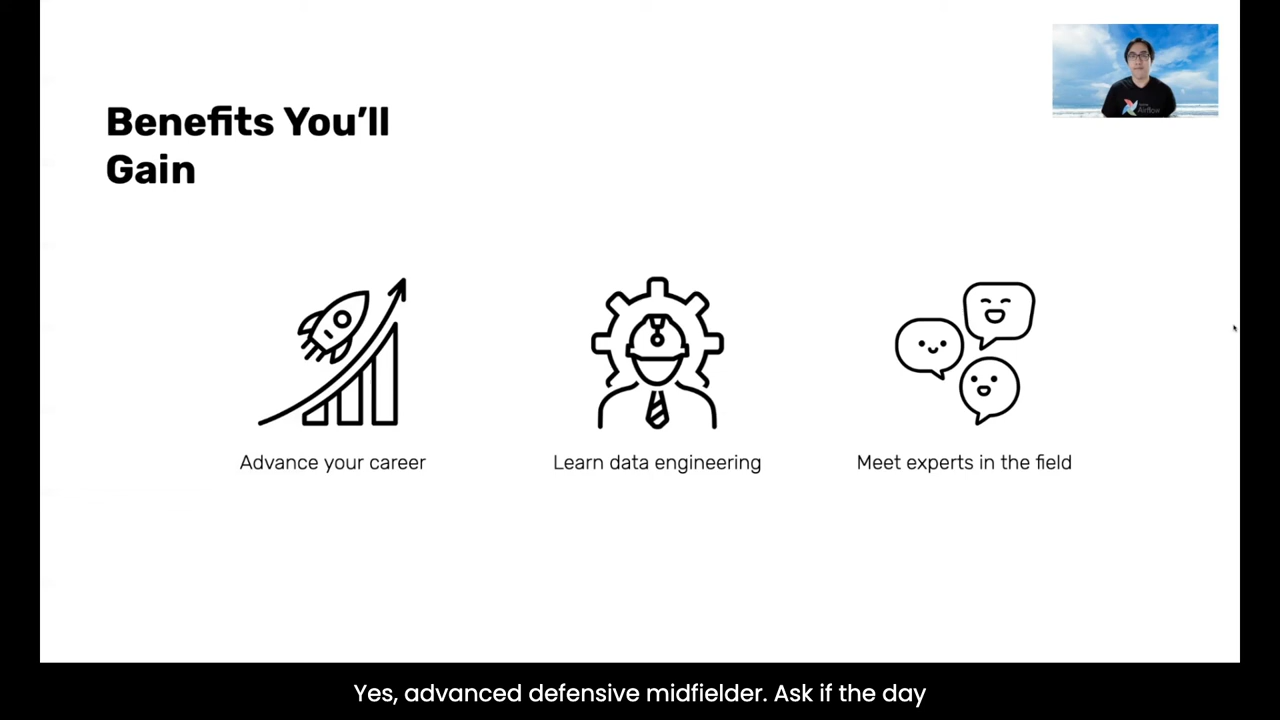 Benefits You’ll
Gain
Airflow
Advance your career
Learn data engineering
Meet experts in the field
Yes, advanced defensive midfielder. Ask if the day